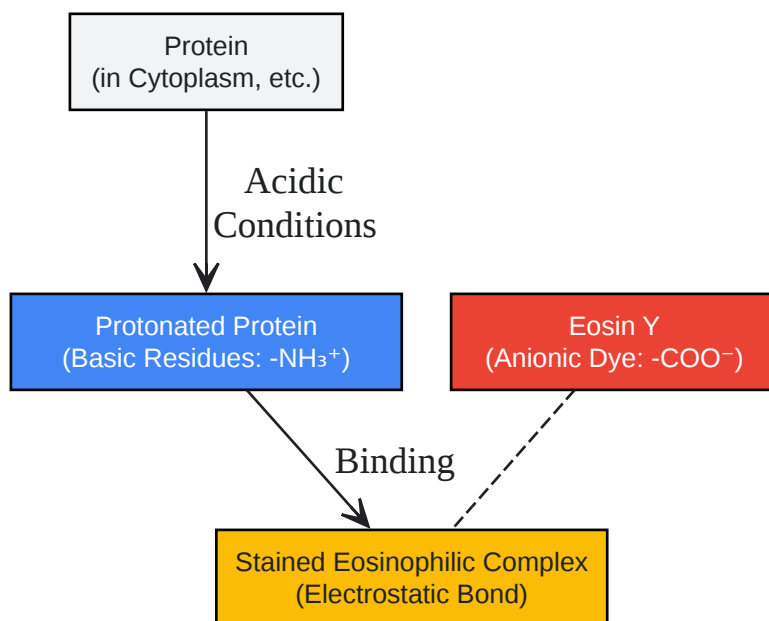 Protein
(in Cytoplasm, etc.)
Acidic
Conditions
Protonated Protein
(Basic Residues: -NH₃⁺)
Eosin Y
(Anionic Dye: -COO⁻)
Binding
Stained Eosinophilic Complex
(Electrostatic Bond)